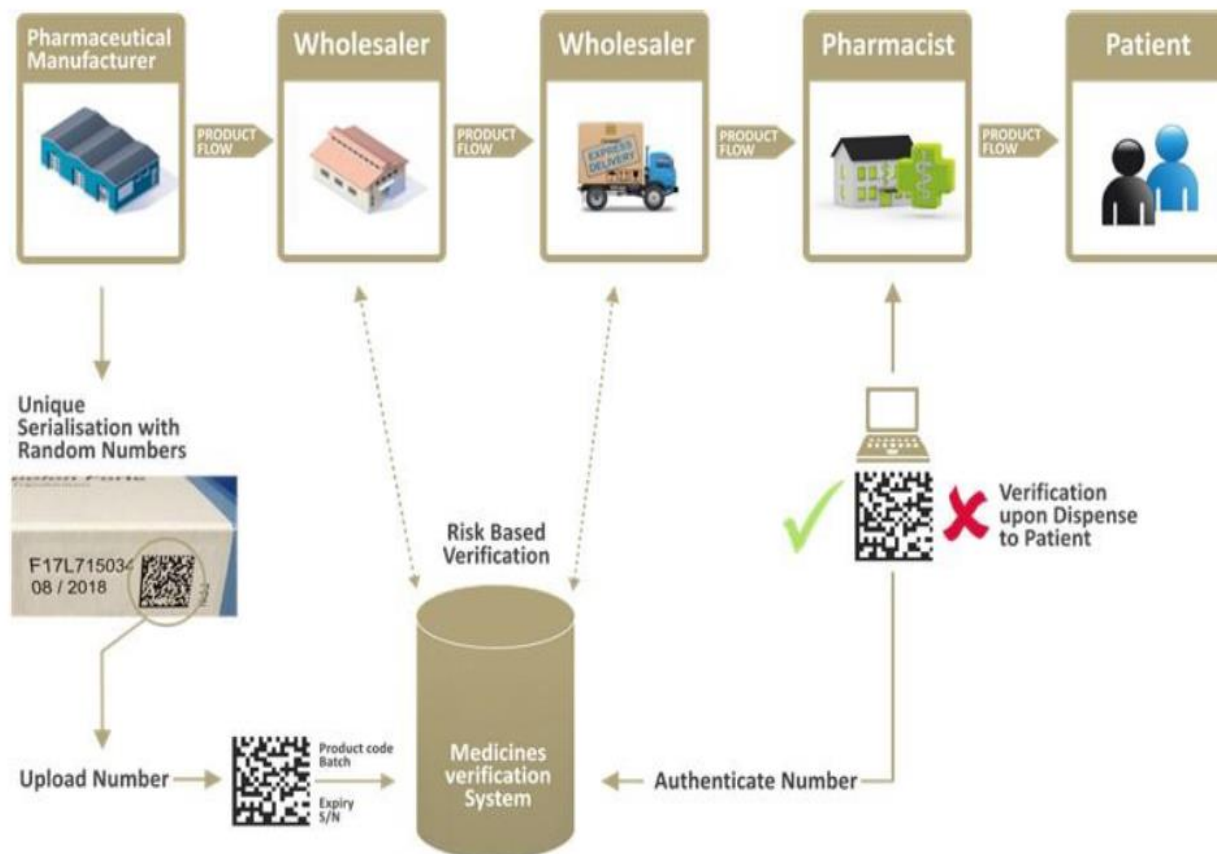 Pharmaceutical
Manufacturer
Wholesaler
Wholesaler
Pharmacist
Patient
PRODUCT
FLOW
PRODUCT
FLOW
EXPRESS
DELIVERY
PRODUCT
FLOW
PRODUCT
FLOW
Unique
Serialisation with
Random Numbers
F17L715034
08 / 2018
Risk Based
Verification
Verification
upon Dispense
to Patient
Upload Number
Product code
Batch
Expiry
S/N
Medicines
verification
System
Authenticate Number